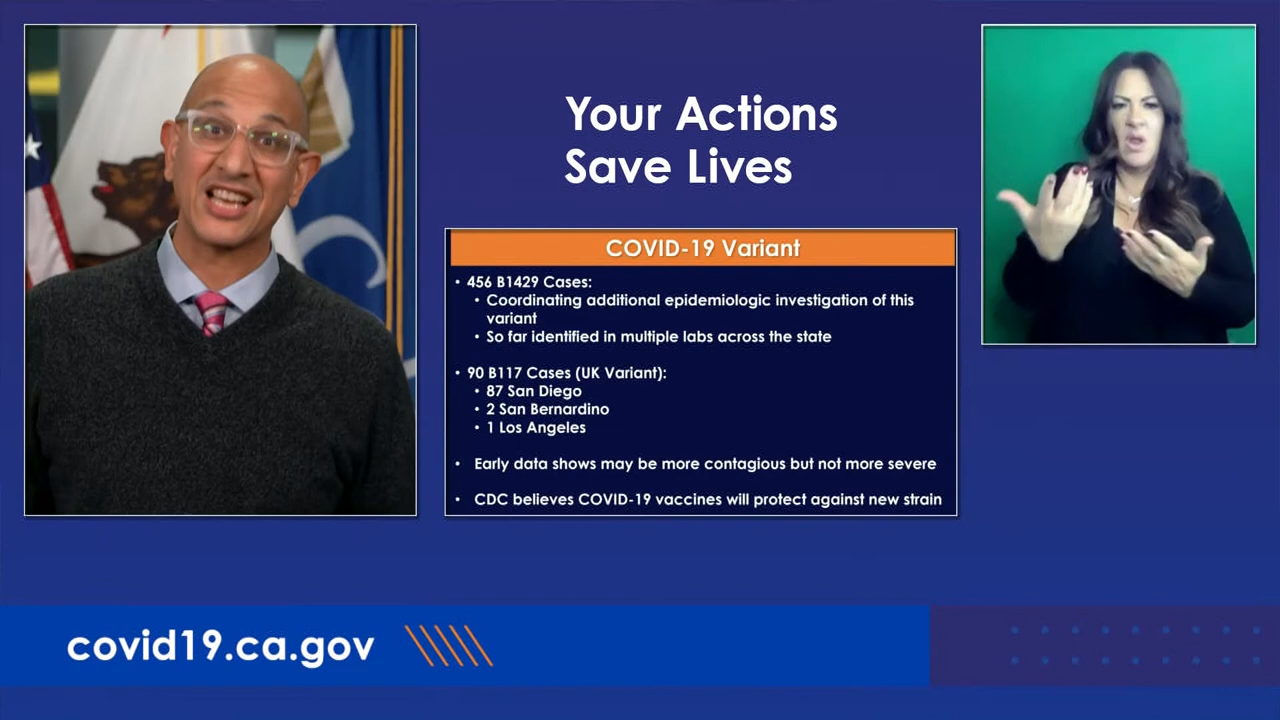 Your Actions
Save Lives
COVID-19 Variant
• 456 B1429 Cases:
• Coordinating additional epidemiologic investigation of this
variant
• So far identified in multiple labs across the state
• 90 B117 Cases (UK Variant):
• 87 San Diego
• 2 San Bernardino
• 1 Los Angeles
• Early data shows may be more contagious but not more severe
• CDC believes COVID-19 vaccines will protect against new strain
covid19.ca.gov